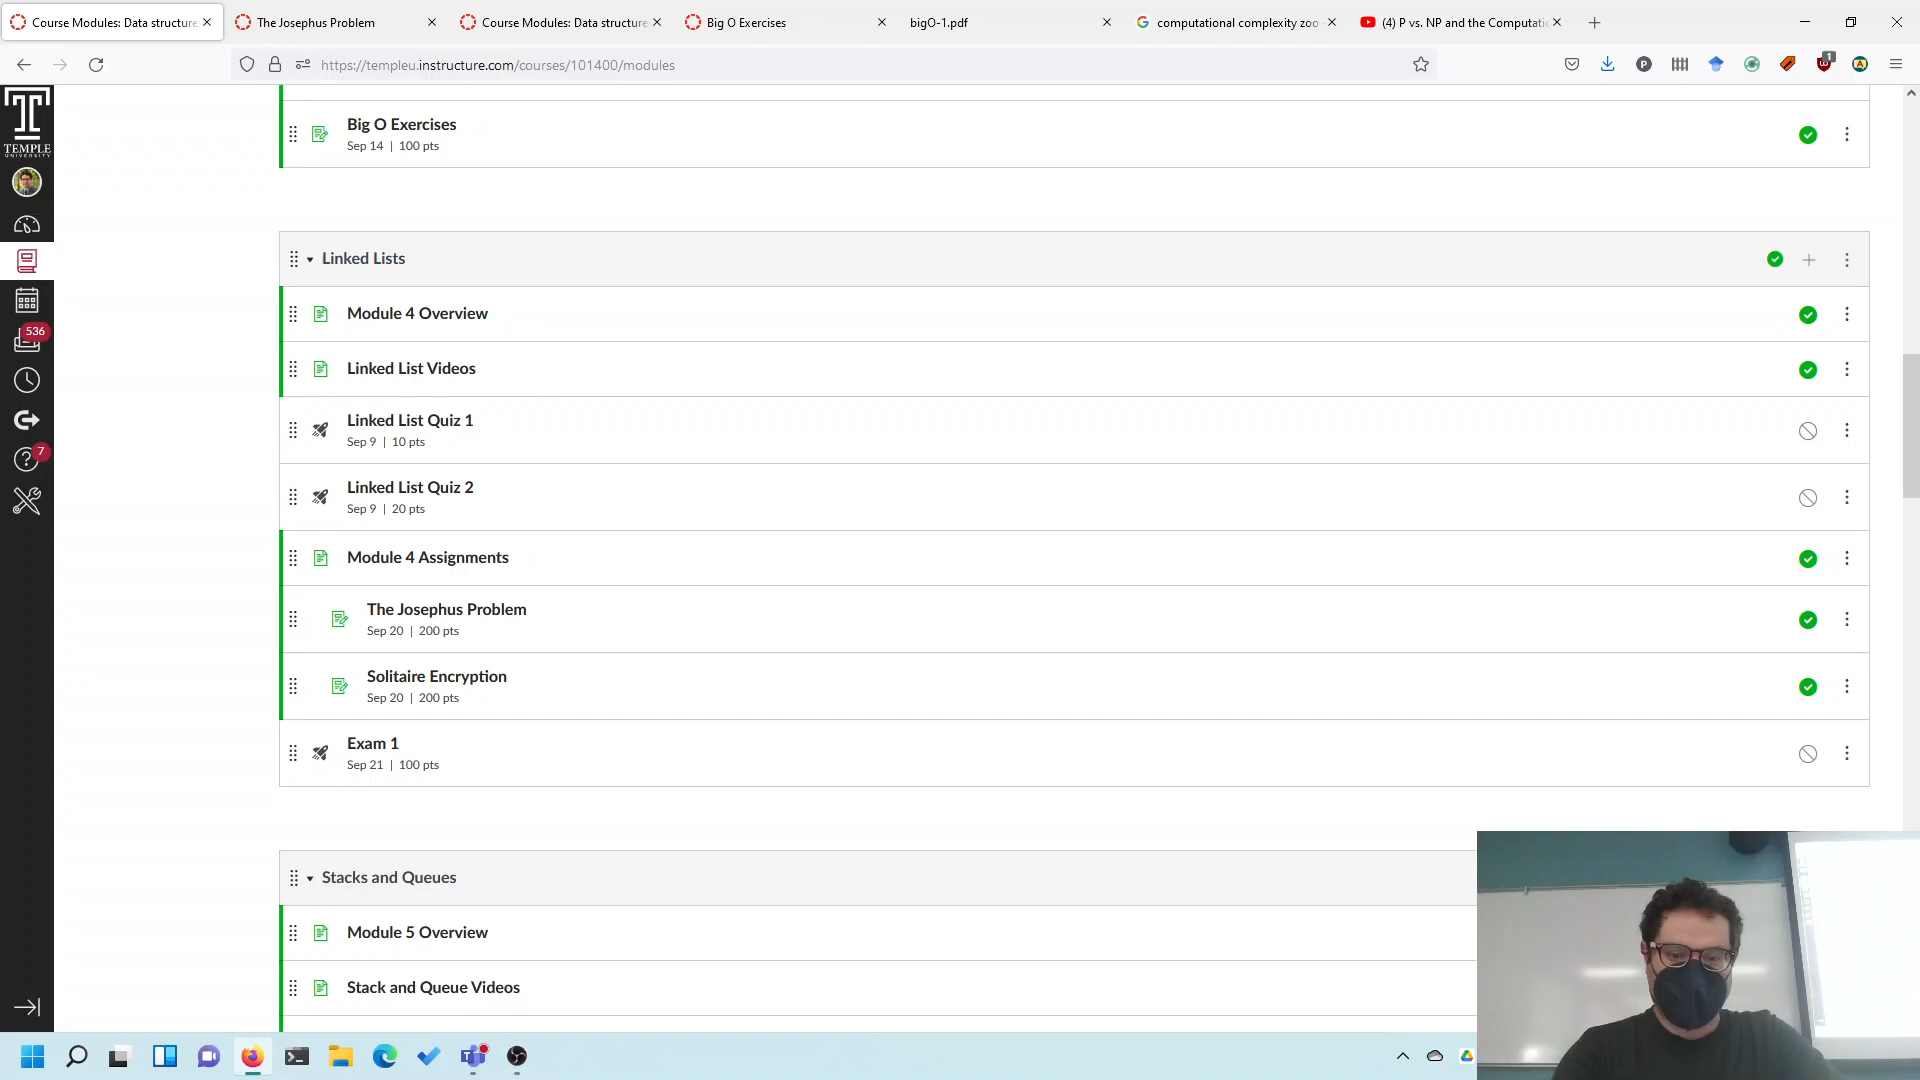 Course Modules: Data structure
The Josephus Problem
Course Modules: Data structure
Big O Exercises
bigO-1.pdf
computational complexity zoo
(4) P vs. NP and the Computati
https://templeu.instructure.com/courses/101400/modules
1
TEMPLE
UNIVERSITY
536
7
Big O Exercises
Sep 14 | 100 pts
Linked Lists
Module 4 Overview
Linked List Videos
Linked List Quiz 1
Sep 9 | 10 pts
Linked List Quiz 2
Sep 9 | 20 pts
Module 4 Assignments
The Josephus Problem
Sep 20 | 200 pts
Solitaire Encryption
Sep 20 | 200 pts
Exam 1
Sep 21 | 100 pts
Stacks and Queues
Module 5 Overview
Stack and Queue Videos